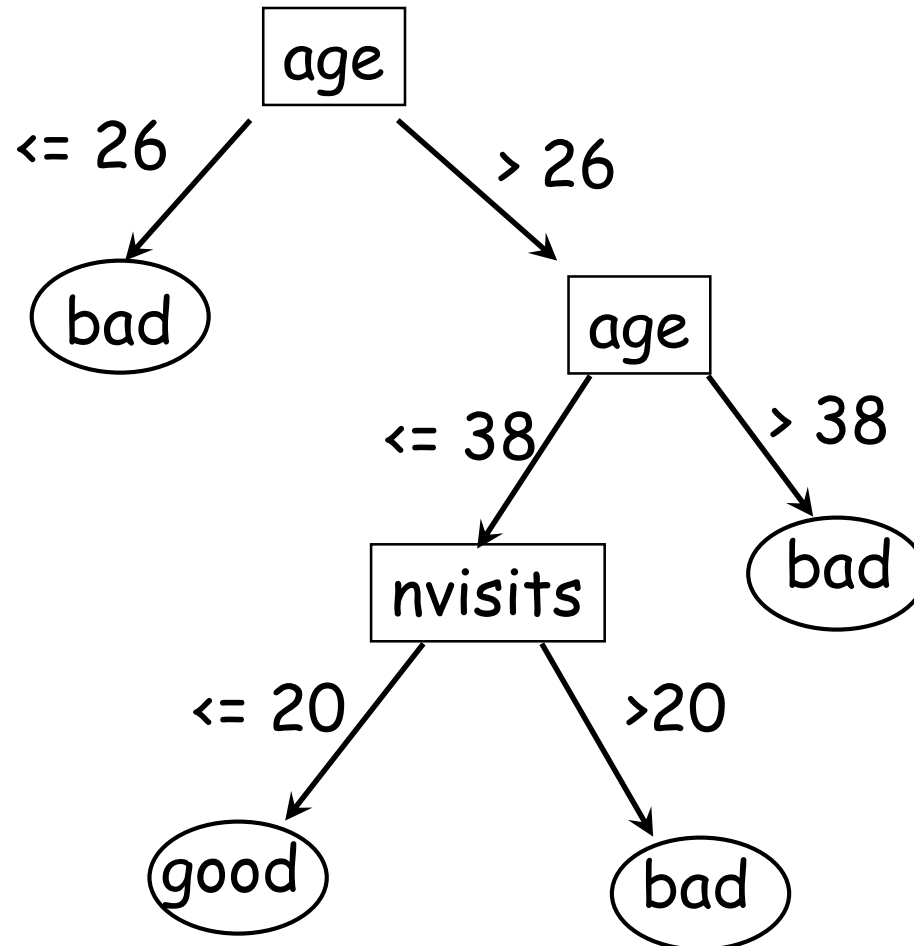 age
<= 26
> 26
bad
age
<= 38
> 38
nvisits
bad
<= 20
>20
good
bad